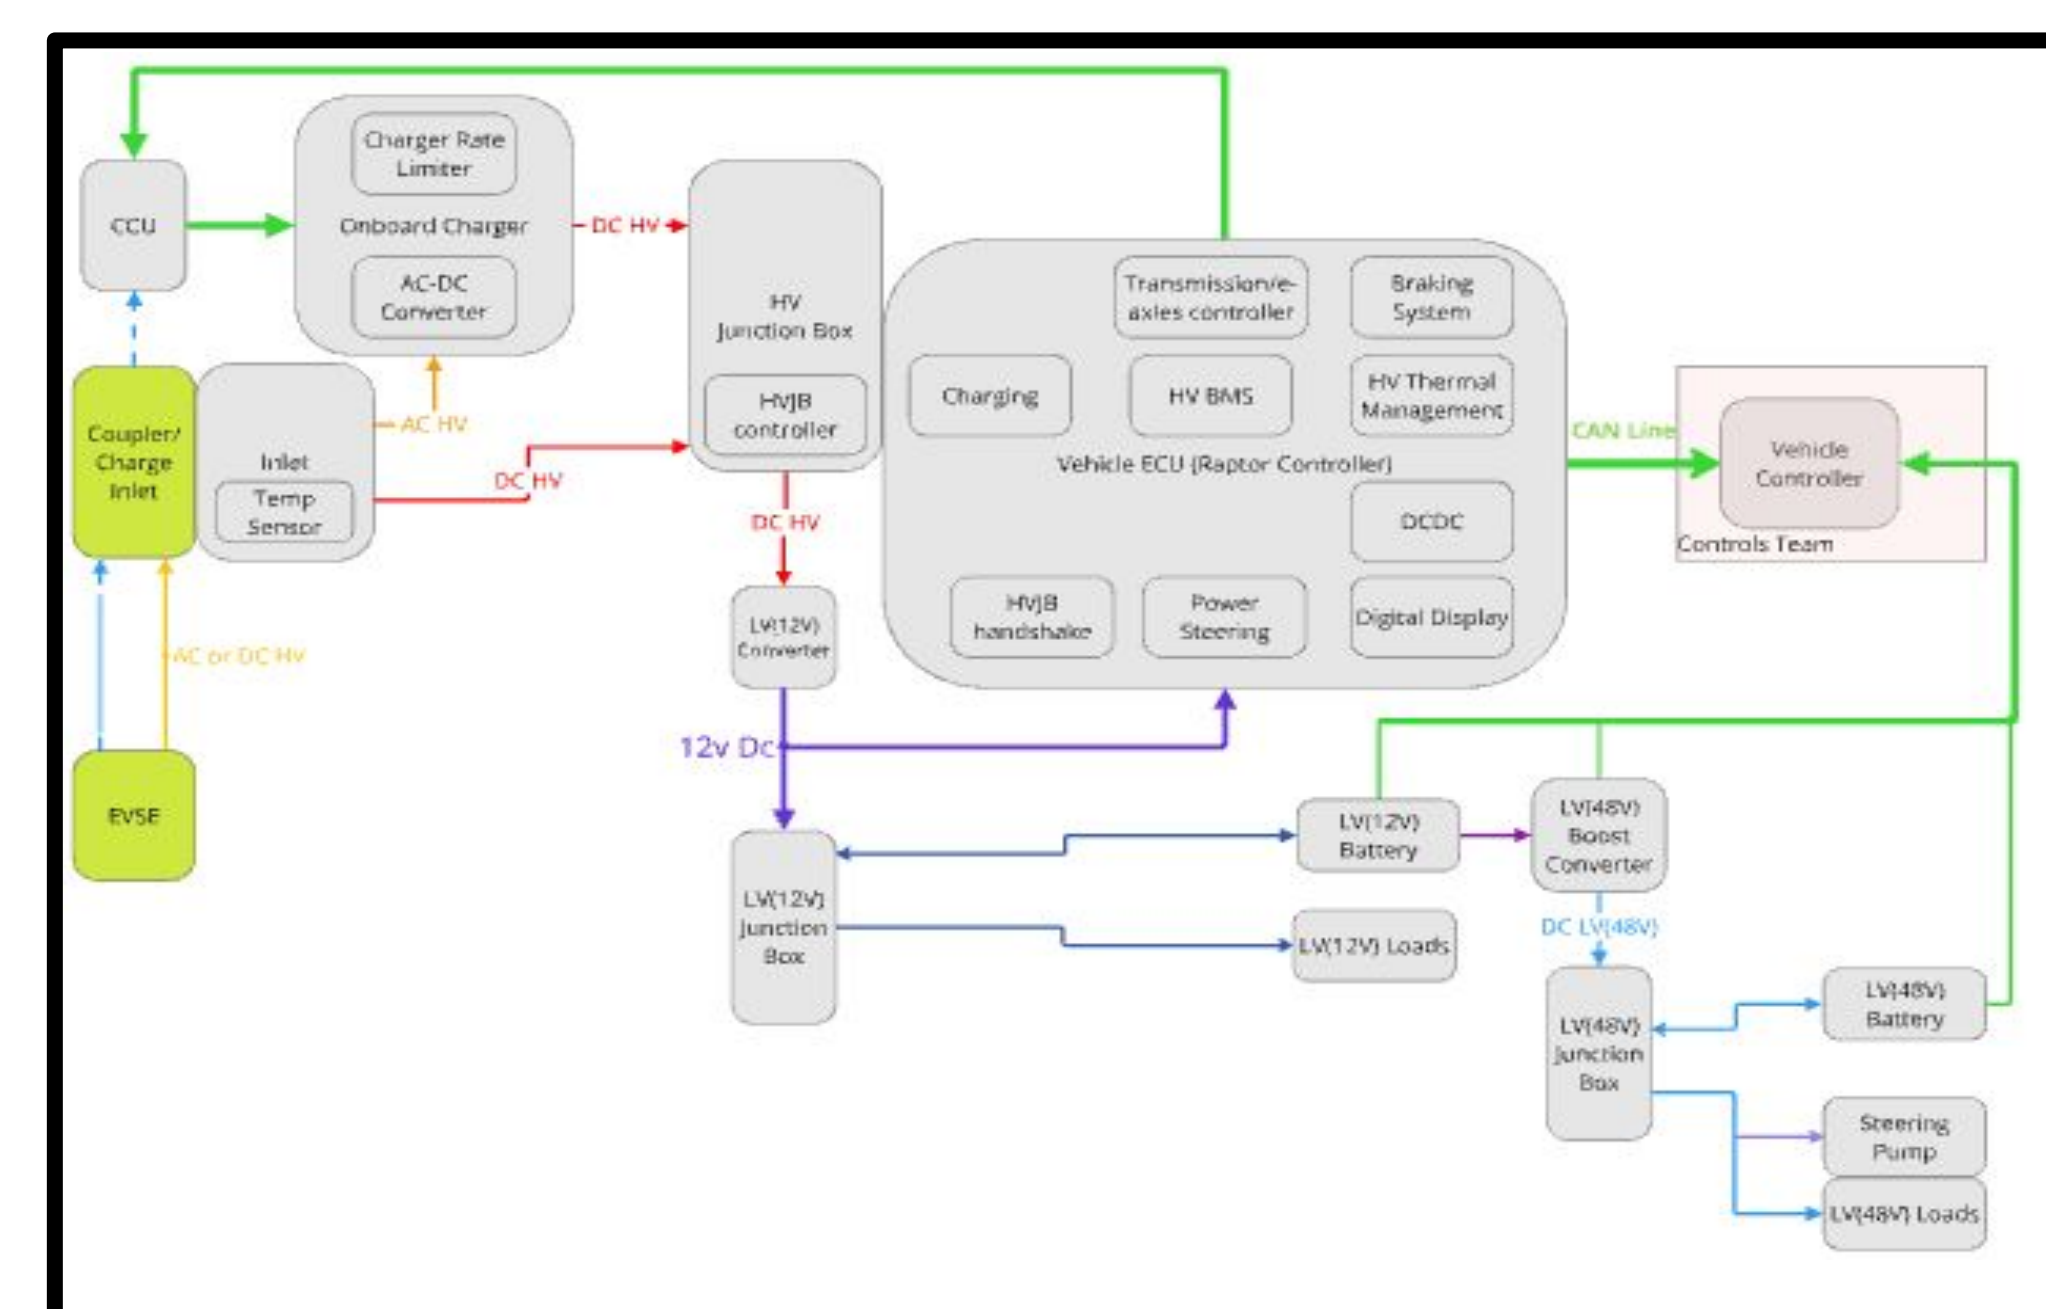 Charger Rate
Limiter
CCU
Onboard Charger
AC-DC
Converter
DC HV
HV
Junction Box
HVJB
controller
Transmission/e-
axles controller
Braking
System
Charging
HV BMS
HV Thermal
Management
Vehicle ECU (Raptor Controller)
DCDC
HVJB
handshake
Power
Steering
Digital Display
CAN Line
Vehicle
Controller
Controls Team
Coupler/
Charge
Inlet
Inlet
Temp
Sensor
AC HV
DC HV
DC HV
AC or DC HV
EVSE
LV(12V)
Converter
12v Dc
LV(12V)
Junction
Box
LV(12V)
Battery
LV(12V) Loads
LV(48V)
Boost
Converter
DC LV(48V)
LV(48V)
Junction
Box
LV(48V)
Battery
Steering
Pump
LV(48V) Loads